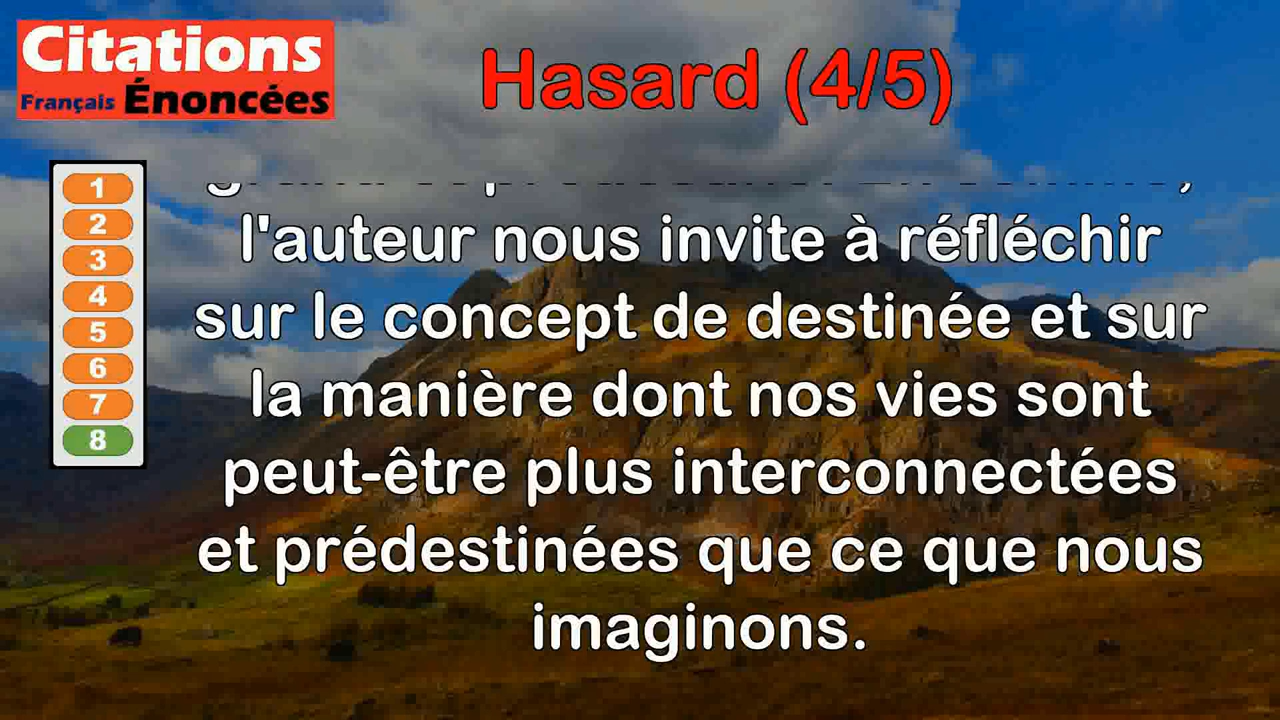 Citations
Français Énoncées
Hasard (4/5)
1
2
3
4
5
6
7
8
l'auteur nous invite à réfléchir
sur le concept de destinée et sur
la manière dont nos vies sont
peut-être plus interconnectées
et prédestinées que ce que nous
imaginons.